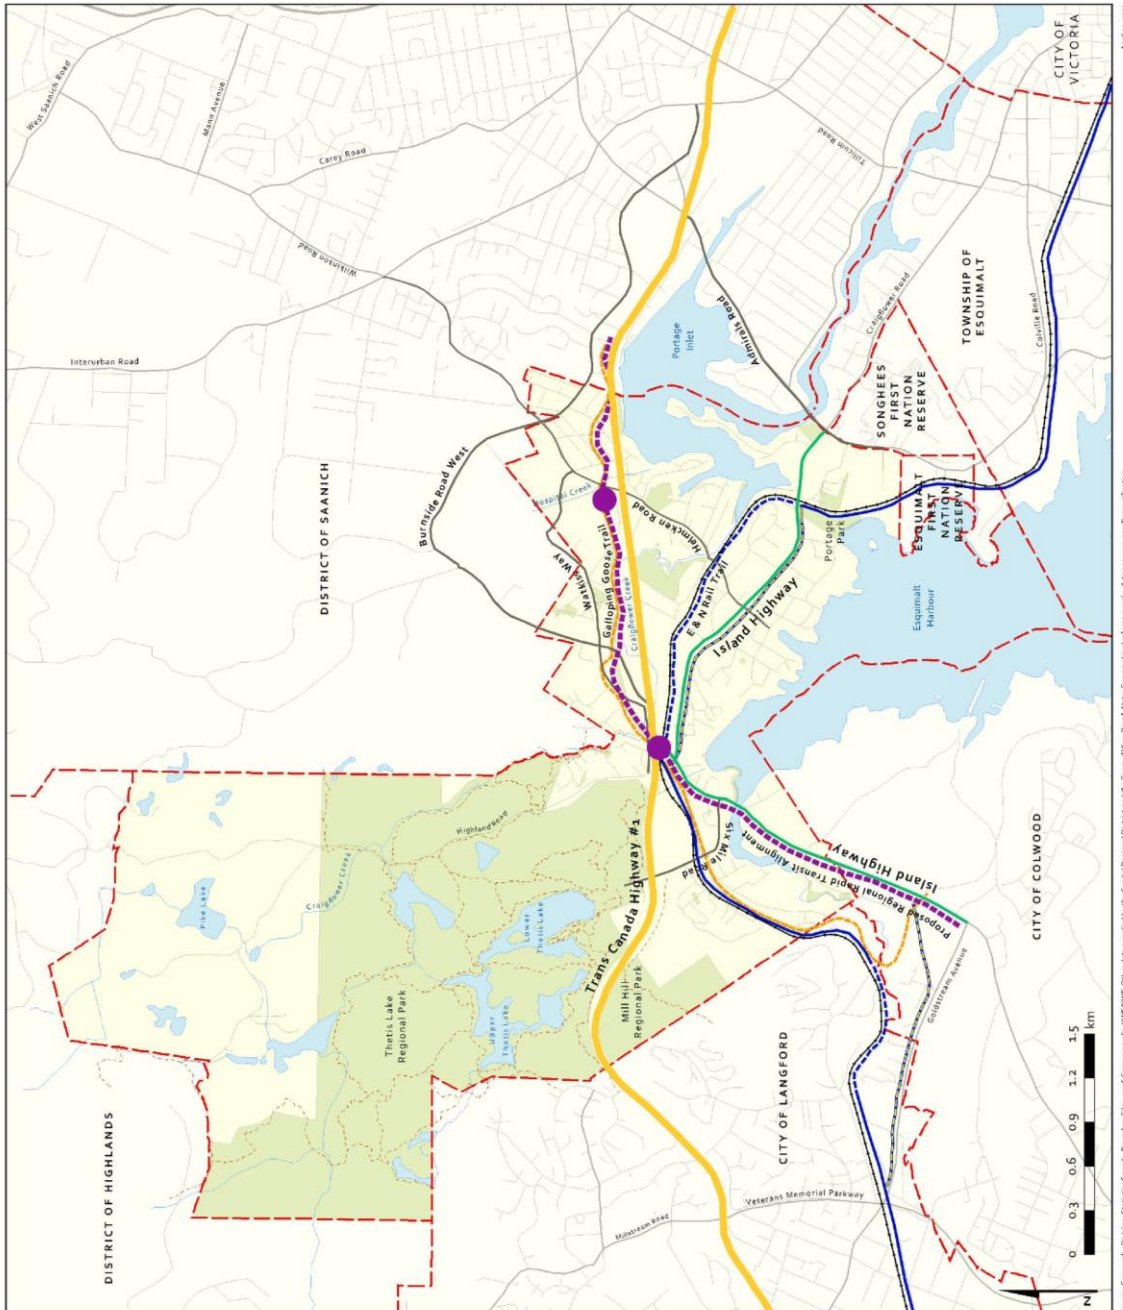 West Saanich Road
Mann Avenue
Carey Road
Wilkinson Road
Interurban Road
CITY OF
VICTORIA
Tillicum Road
Craigflower Road
TOWNSHIP OF
ESQUIMALT
Colville Road
Portage
Inlet
Admirals Road
SONGHEES
FIRST
NATION
RESERVE
ESQUIMALT
FIRST
NATION
RESERVE
DISTRICT OF SAANICH
Burnside Road West
Hospital Creek
Watkiss Way
Galloping Goose Trail
Craigflower Creek
Helmcken Road
E & N Rail Trail
Island Highway
Portage
Park
Esquimalt
Harbour
Six Mile Road
Proposed Regional Rapid Transit Alignment
Island Highway
CITY OF COLWOOD
Highland Road
Craigflower Creek
Pike Lake
Thetis Lake
Regional Park
Lower
Thetis Lake
Upper
Thetis Lake
Trans Canada Highway #1
Mill Hill
Regional Park
Goldstream Avenue
CITY OF LANGFORD
DISTRICT OF HIGHLANDS
Millstream Road
Veterans Memorial Parkway
0 0.3 0.6 0.9 1.2 1.5
km
N